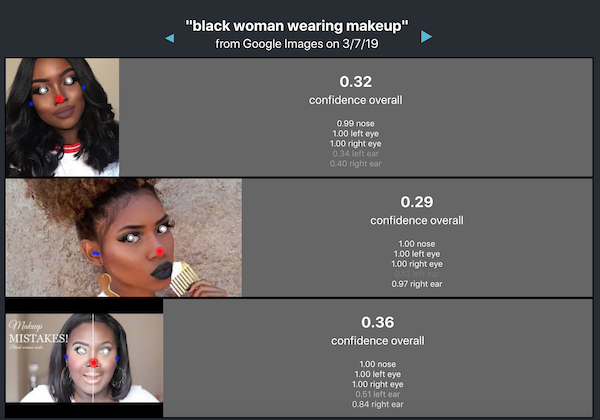 "black woman wearing makeup"
from Google Images on 3/7/19
0.32
confidence overall
0.99 nose
1.00 left eye
1.00 right eye
0.34 left ear
0.40 right ear
0.29
confidence overall
1.00 nose
1.00 left eye
1.00 right eye
left ear
0.97 right ear
Makeup
MISTAKES!
0.36
confidence overall
1.00 nose
1.00 left eye
1.00 right eye
0.51 left ear
0.84 right ear